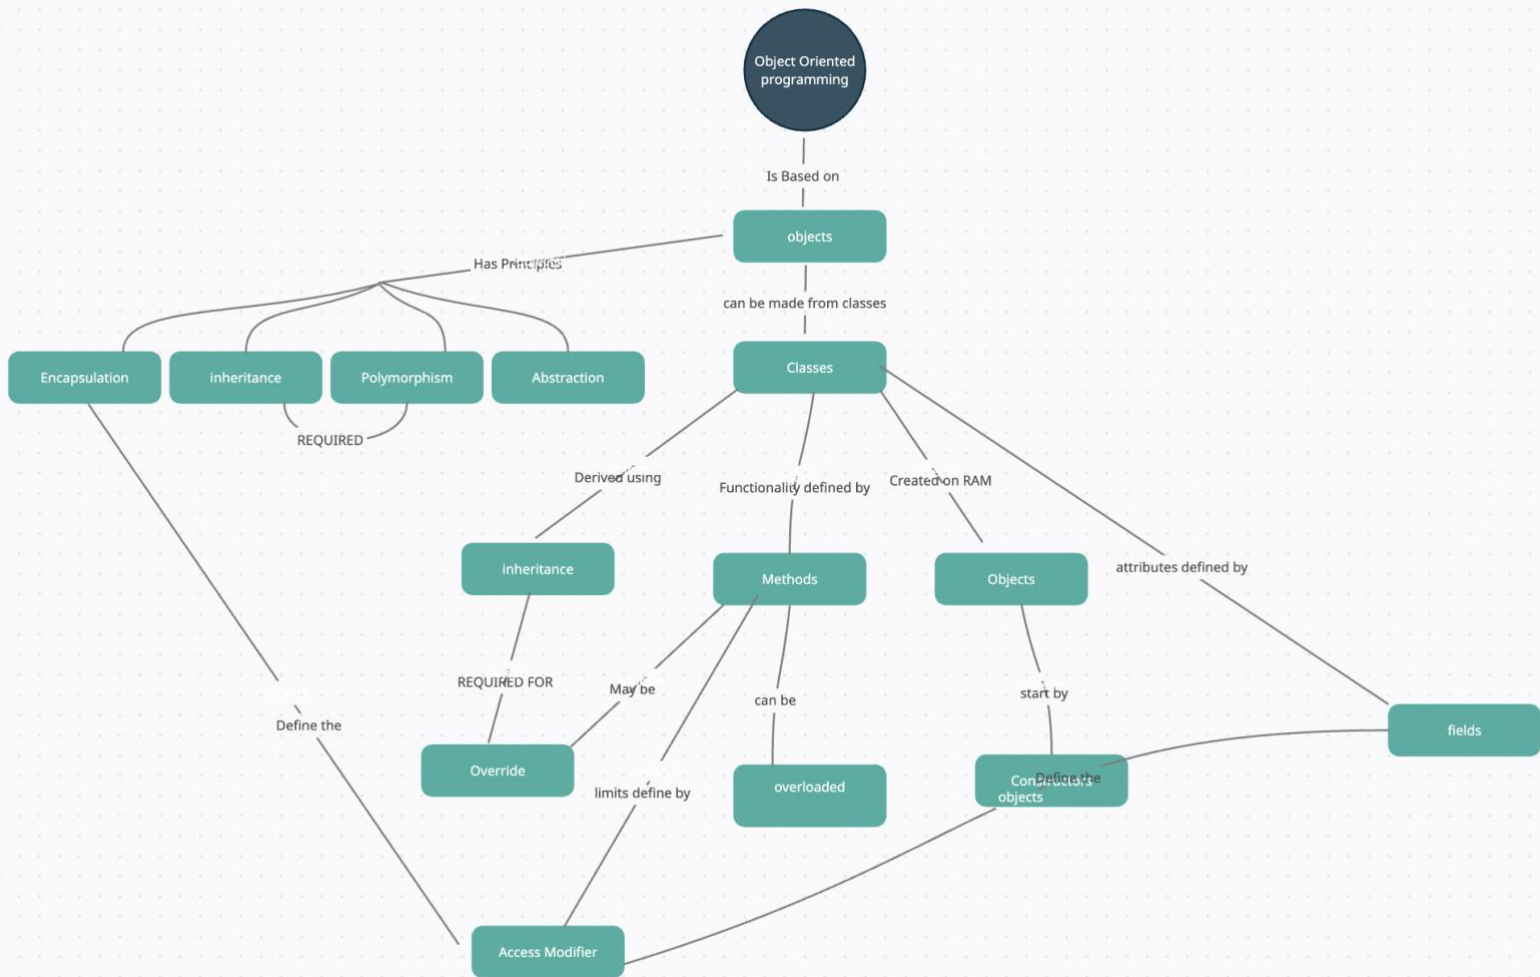 Object Oriented
programming
Is Based on
objects
Has Principles
can be made from classes
Encapsulation
inheritance
Polymorphism
Abstraction
Classes
REQUIRED
Derived using
Functionality defined by
Created on RAM
attributes defined by
inheritance
Methods
Objects
REQUIRED FOR
May be
can be
start by
Define the
fields
Override
limits define by
overloaded
Constructors
Define the
objects
Access Modifier